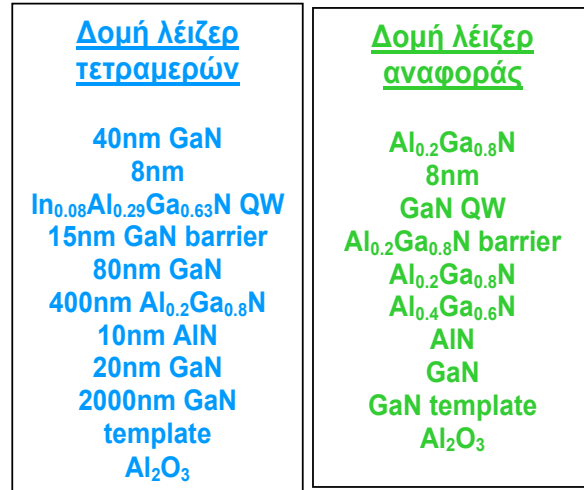 Δομή λέιζερ
τετραμερών
40nm GaN
8nm
In₀.₀₈Al₀.₂₉Ga₀.₆₃N QW
15nm GaN barrier
80nm GaN
400nm Al₀.₂Ga₀.₈N
10nm AlN
20nm GaN
2000nm GaN
template
Al₂O₃
Δομή λέιζερ
αναφοράς
Al₀.₂Ga₀.₈N
8nm
GaN QW
Al₀.₂Ga₀.₈N barrier
Al₀.₂Ga₀.₈N
Al₀.₄Ga₀.₆N
AlN
GaN
GaN template
Al₂O₃